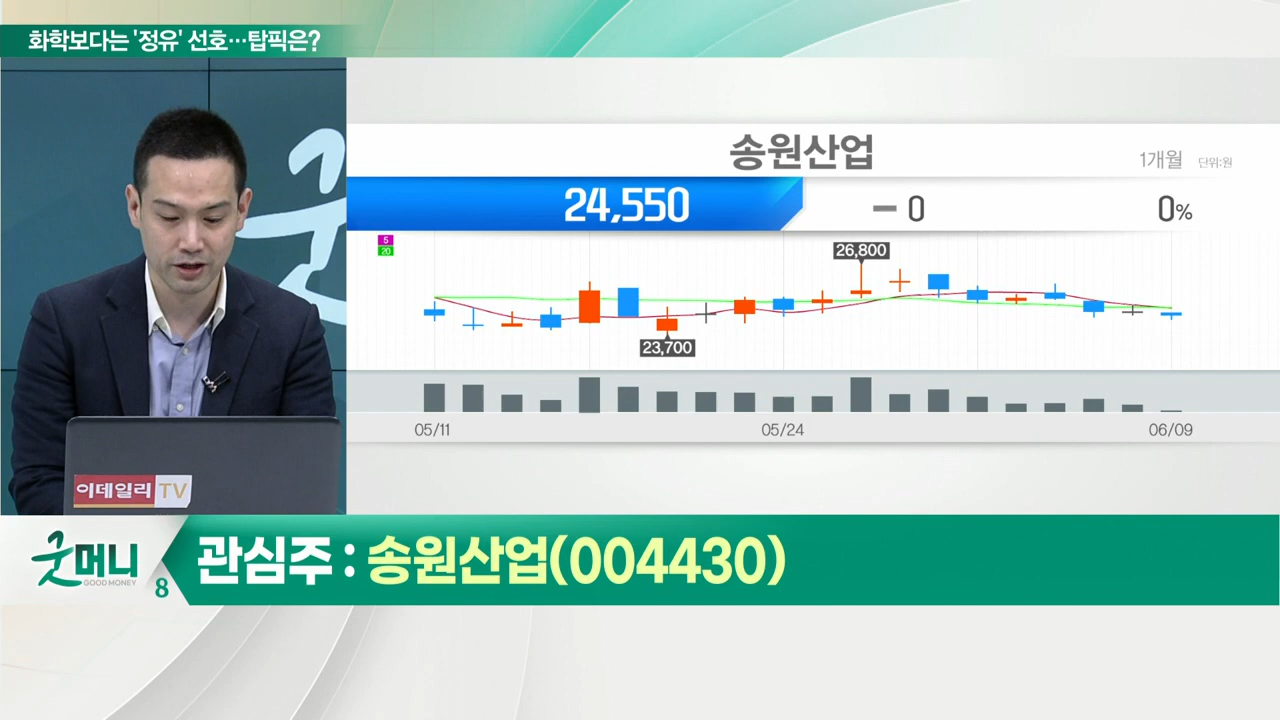 화학보다는 '정유' 선호…탑픽은?
송원산업
1개월 단위:원
24,550
0
0%
5
20
26,800
23,700
05/11
05/24
06/09
이데일리TV
굿머니
GOOD MONEY
8
관심주 : 송원산업(004430)